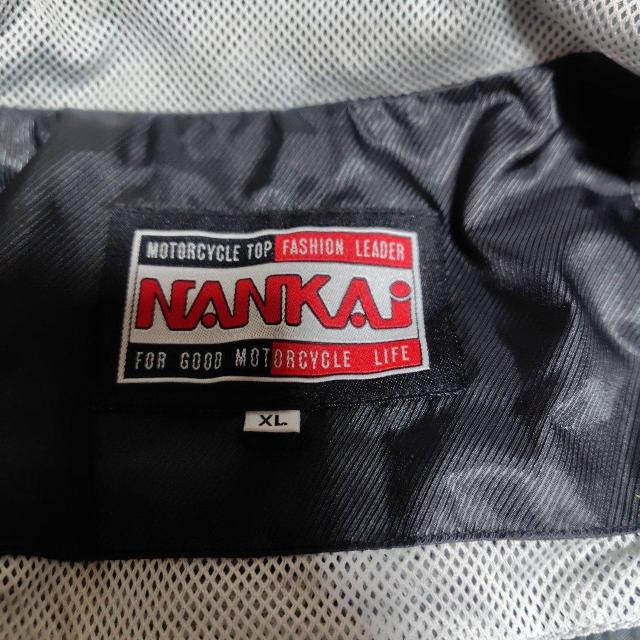 MOTORCYCLE TOP FASHION LEADER
NANKAi
FOR GOOD MOTORCYCLE LIFE
XL